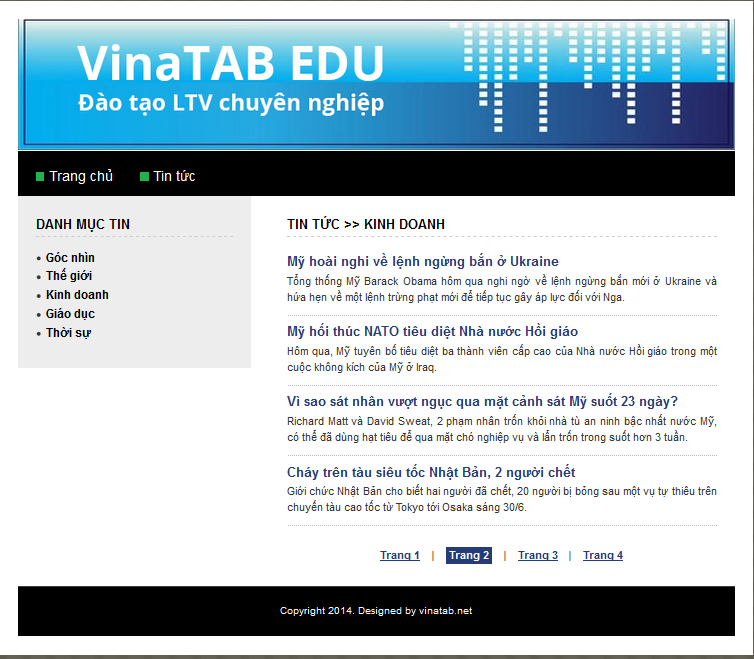 VinaTAB EDU
Đào tạo LTV chuyên nghiệp
Trang chủ
Tin tức
DANH MỤC TIN
Góc nhìn
Thế giới
Kinh doanh
Giáo dục
Thời sự
TIN TỨC >> KINH DOANH
Mỹ hoài nghi về lệnh ngừng bắn ở Ukraine
Tổng thống Mỹ Barack Obama hôm qua nghi ngờ về lệnh ngừng bắn mới ở Ukraine và
hứa hẹn về một lệnh trừng phạt mới để tiếp tục gây áp lực đối với Nga.
Mỹ hối thúc NATO tiêu diệt Nhà nước Hồi giáo
Hôm qua, Mỹ tuyên bố tiêu diệt ba thành viên cấp cao của Nhà nước Hồi giáo trong một
cuộc không kích của Mỹ ở Iraq.
Vì sao sát nhân vượt ngục qua mặt cảnh sát Mỹ suốt 23 ngày?
Richard Matt và David Sweat, 2 phạm nhân trốn khỏi nhà tù an ninh bậc nhất nước Mỹ,
có thể đã dùng hạt tiêu để qua mặt chó nghiệp vụ và lẩn trốn trong suốt hơn 3 tuần.
Cháy trên tàu siêu tốc Nhật Bản, 2 người chết
Giới chức Nhật Bản cho biết hai người đã chết, 20 người bị bỏng sau một vụ tự thiêu trên
chuyến tàu cao tốc từ Tokyo tới Osaka sáng 30/6.
Trang 1 | Trang 2 | Trang 3 | Trang 4
Copyright 2014. Designed by vinatab.net